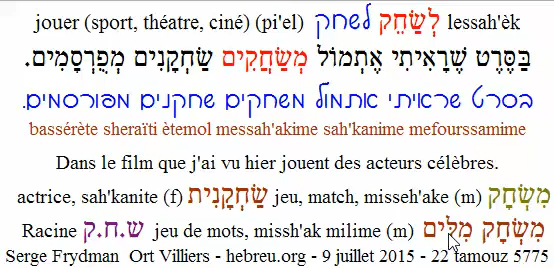 jouer (sport, théatre, ciné) (pi'el) לשחק לְשַׂחֵק lessah'èk
בַּסֶּרֶט שֶׁרָאִיתִי אֶתְמוֹל מְשַׂחֲקִים שַׂחְקָנִים מְפֻרְסָמִים.
בסרט שראיתי אתמול משחקים שחקנים מפורסמים.
bassérète sheraïti ètemol messah'akime sah'kanime mefourssamime
Dans le film que j'ai vu hier jouent des acteurs célèbres.
actrice, sah'kanite (f) שַׂחְקָנִית jeu, match, misseh'ake (m) מִשְׂחָק
Racine ש.ח.ק jeu de mots, missh'ak milime (m) מִשְׂחַק מִלִּים
Serge Frydman Ort Villiers - hebreu.org - 9 juillet 2015 - 22 tamouz 5775